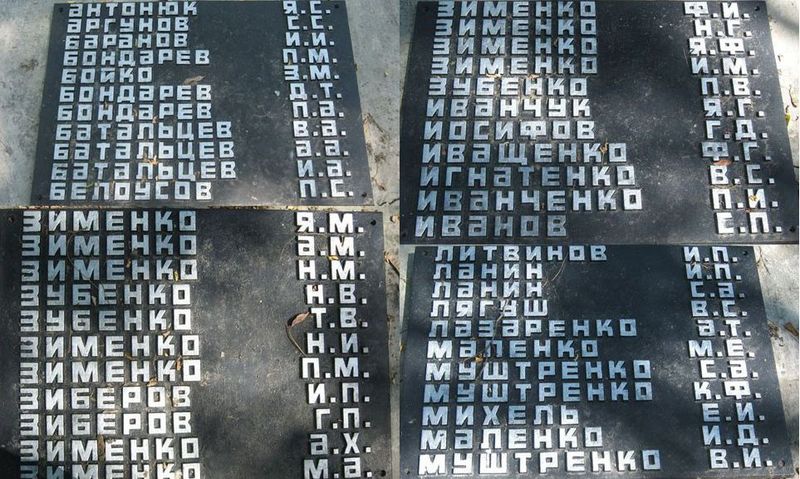 АНТОНЮК Я.С.
АРГУНОВ С.С.
БАРАНОВ И.И.
БОНДАРЕВ П.М.
БОЙКО З.М.
БОНДАРЕВ Д.Т.
БОНДАРЕВ П.А.
БАТАЛЬЦЕВ В.А.
БАТАЛЬЦЕВ А.А.
БАТАЛЬЦЕВ И.А.
БЕЛОУСОВ П.С.
ЗИМЕНКО Ф.И.
ЗИМЕНКО Н.Г.
ЗИМЕНКО Я.Ф.
ЗИМЕНКО И.М.
ЗУБЕНКО П.В.
ИВАНЧУК Я.Г.
ИОСИФОВ Г.Д.
ИВАЩЕНКО Ф.Г.
ИГНАТЕНКО В.С.
ИВАНЧЕНКО П.И.
ИВАНОВ С.П.
ЗИМЕНКО Я.М.
ЗИМЕНКО А.М.
ЗИМЕНКО Н.М.
ЗУБЕНКО Н.В.
ЗУБЕНКО Т.В.
ЗИМЕНКО Н.И.
ЗИМЕНКО П.М.
ЗИБЕРОВ И.П.
ЗИБЕРОВ Г.П.
ЗИМЕНКО А.Х.
ЗИМЕНКО М.А.
ЛИТВИНОВ И.П.
ЛАНИН И.П.
ЛАНИН С.А.
ЛЯГУШ В.С.
ЛАЗАРЕНКО А.Т.
МАЛЕНКО М.Е.
МУШТРЕНКО С.А.
МУШТРЕНКО К.Ф.
МИХЕЛЬ Е.И.
МАЛЕНКО И.Д.
МУШТРЕНКО В.И.